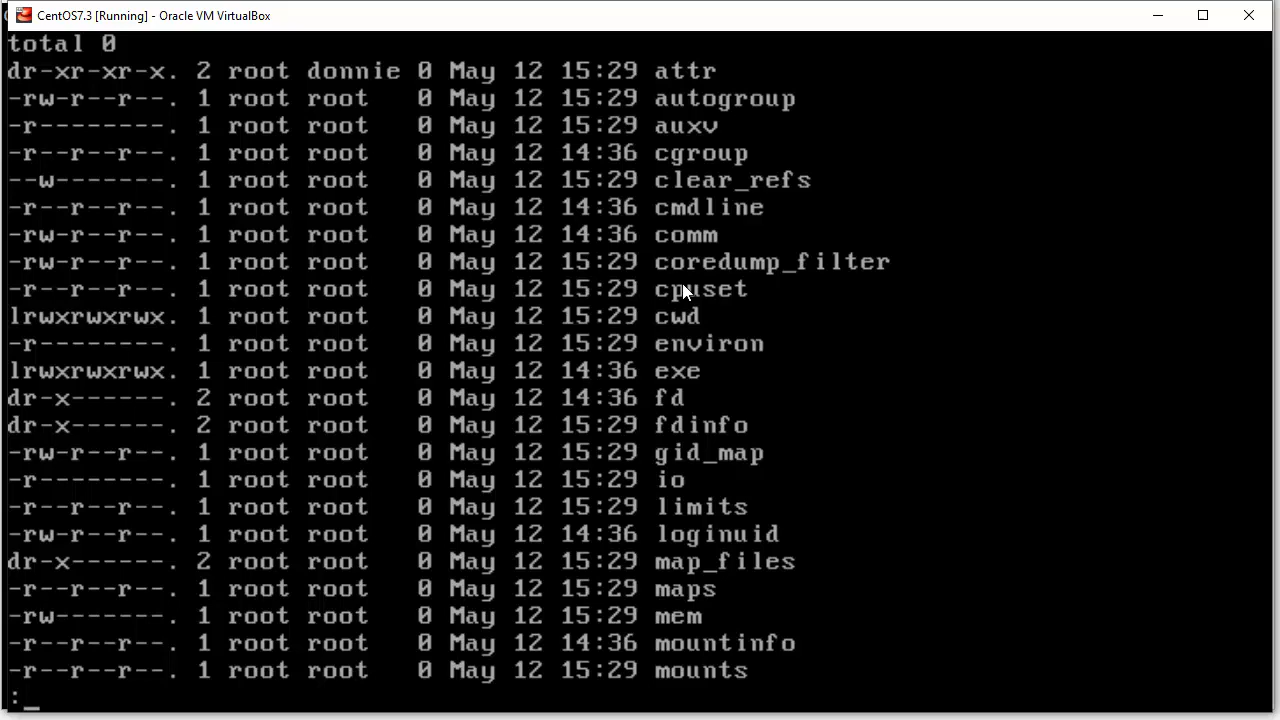 CentOS7.3 [Running] - Oracle VM VirtualBox
total 0
dr-xr-xr-x. 2 root donnie 0 May 12 15:29 attr
-rw-r--r--. 1 root root   0 May 12 15:29 autogroup
-r--------. 1 root root   0 May 12 15:29 auxv
-r--r--r--. 1 root root   0 May 12 14:36 cgroup
--w-------. 1 root root   0 May 12 15:29 clear_refs
-r--r--r--. 1 root root   0 May 12 14:36 cmdline
-rw-r--r--. 1 root root   0 May 12 14:36 comm
-rw-r--r--. 1 root root   0 May 12 15:29 coredump_filter
-r--r--r--. 1 root root   0 May 12 15:29 cpuset
lrwxrwxrwx. 1 root root   0 May 12 15:29 cwd
-r--------. 1 root root   0 May 12 15:29 environ
lrwxrwxrwx. 1 root root   0 May 12 14:36 exe
dr-x------. 2 root root   0 May 12 14:36 fd
dr-x------. 2 root root   0 May 12 15:29 fdinfo
-rw-r--r--. 1 root root   0 May 12 15:29 gid_map
-r--------. 1 root root   0 May 12 15:29 io
-r--r--r--. 1 root root   0 May 12 15:29 limits
-rw-r--r--. 1 root root   0 May 12 14:36 loginuid
dr-x------. 2 root root   0 May 12 15:29 map_files
-r--r--r--. 1 root root   0 May 12 15:29 maps
-rw-------. 1 root root   0 May 12 15:29 mem
-r--r--r--. 1 root root   0 May 12 14:36 mountinfo
-r--r--r--. 1 root root   0 May 12 15:29 mounts
:_